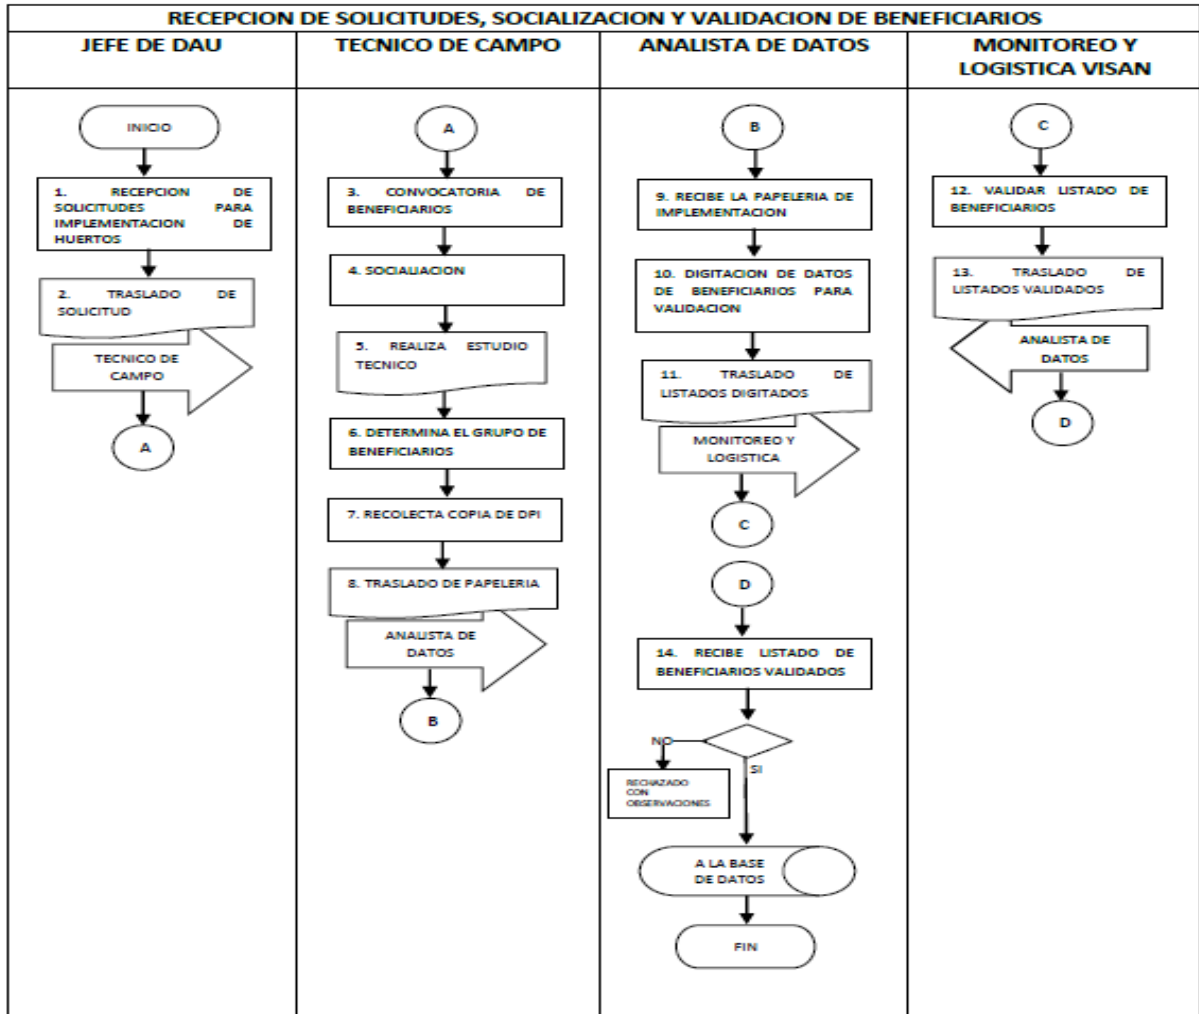 RECEPCION DE SOLICITUDES, SOCIALIZACION Y VALIDACION DE BENEFICIARIOS
JEFE DE DAU
TECNICO DE CAMPO
ANALISTA DE DATOS
MONITOREO Y
LOGISTICA VISAN
INICIO
1. RECEPCION DE
SOLICITUDES PARA
IMPLEMENTACION DE
HUERTOS
2. TRASLADO DE
SOLICITUD
TECNICO DE
CAMPO
A
A
3. CONVOCATORIA DE
BENEFICIARIOS
4. SOCIALIACION
5. REALIZA ESTUDIO
TECNICO
6. DETERMINA EL GRUPO DE
BENEFICIARIOS
7. RECOLECTA COPIA DE DPI
8. TRASLADO DE PAPELERIA
ANALISTA DE
DATOS
B
B
9. RECIBE LA PAPELERIA DE
IMPLEMENTACION
10. DIGITACION DE DATOS
DE BENEFICIARIOS PARA
VALIDACION
11. TRASLADO DE
LISTADOS DIGITADOS
MONITOREO Y
LOGISTICA
C
D
14. RECIBE LISTADO DE
BENEFICIARIOS VALIDADOS
NO
SI
RECHAZADO
CON
OBSERVACIONES
A LA BASE
DE DATOS
FIN
C
12. VALIDAR LISTADO DE
BENEFICIARIOS
13. TRASLADO DE
LISTADOS VALIDADOS
ANALISTA DE
DATOS
D